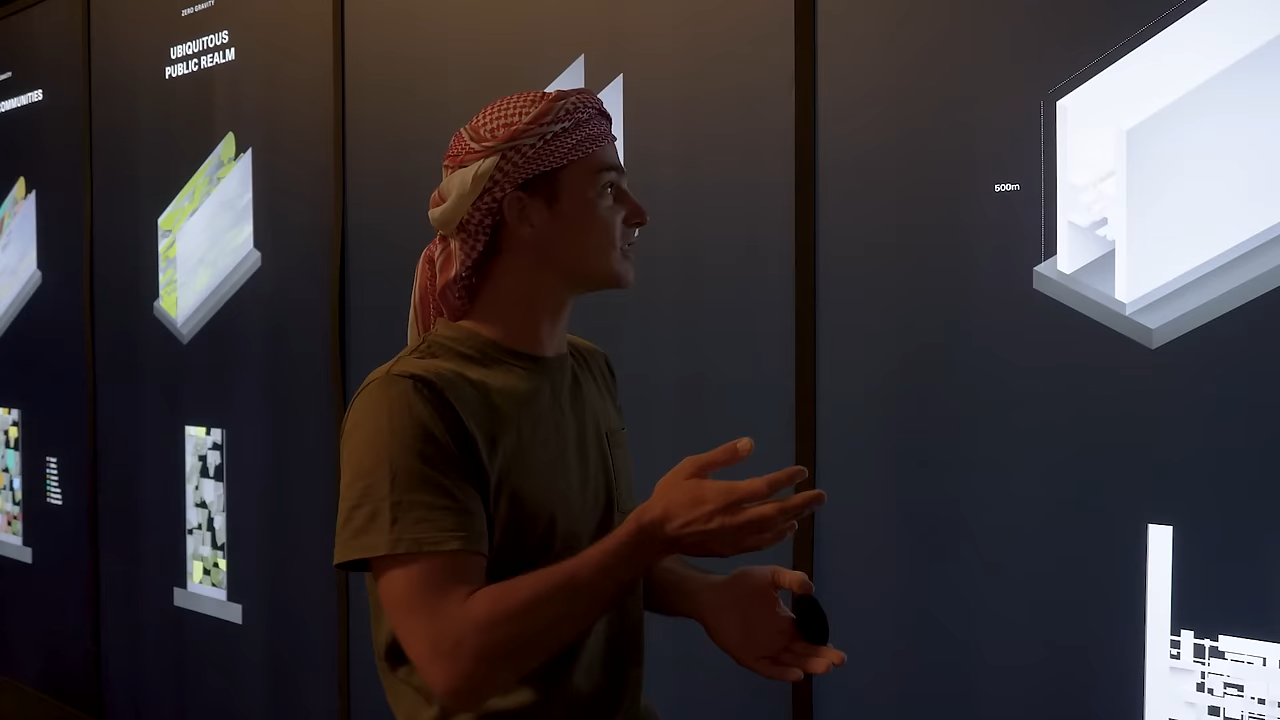 COMMUNITIES
ZERO GRAVITY
UBIQUITOUS
PUBLIC REALM
500m